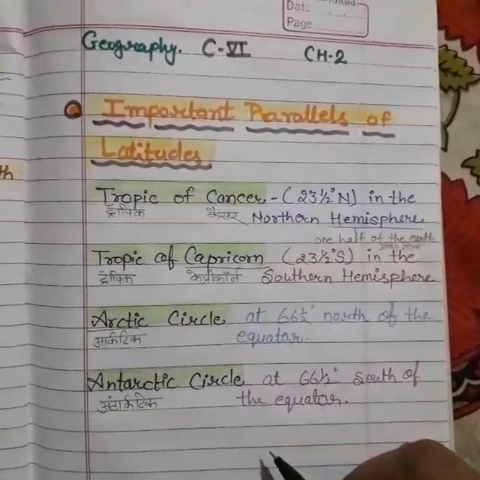 Date:
Page
Geography. C-VI CH-2
Important Parallels of
Latitudes
Tropic of Cancer - (23½°N) in the
ट्रॉपिक कैंसर Northern Hemisphere
one half of the earth
Tropic of Capricorn (23½°S) in the
ट्रॉपिक कैप्रीकॉर्न Southern Hemisphere
Arctic Circle at 66½° north of the
आर्कटिक equator.
Antarctic Circle at 66½° South of
अंटार्कटिक the equator.